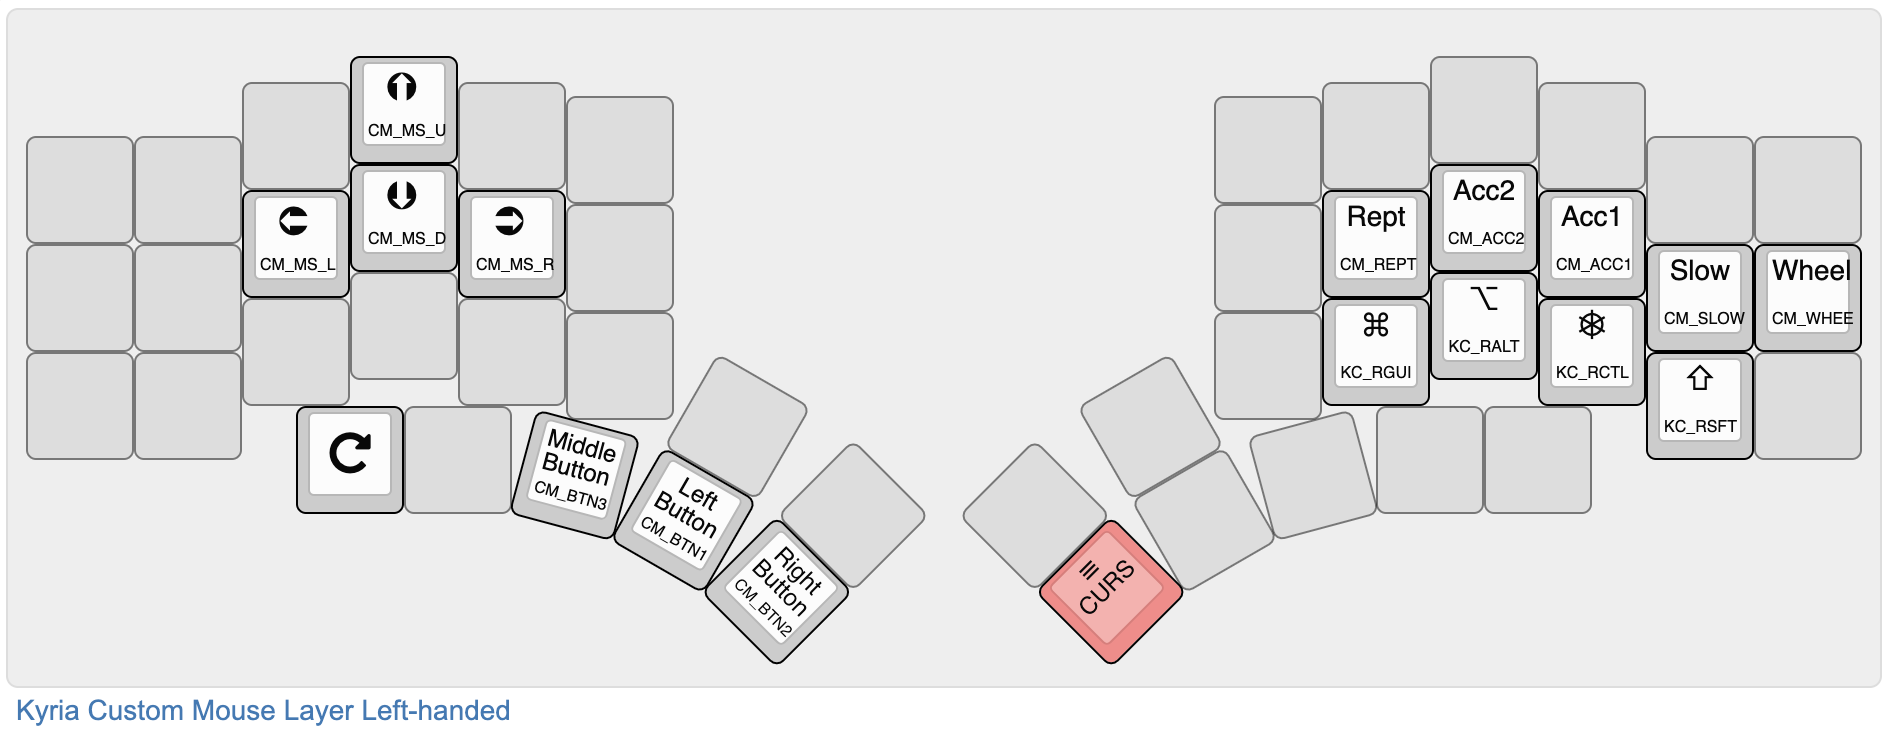 CM_MS_U
CM_MS_D
CM_MS_L
CM_MS_R
Middle
Button
CM_BTN3
Left
Button
CM_BTN1
Right
Button
CM_BTN2
Rept
CM_REPT
Acc2
CM_ACC2
Acc1
CM_ACC1
Slow
CM_SLOW
Wheel
CM_WHEE
⌘
KC_RGUI
⌥
KC_RALT
KC_RCTL
KC_RSFT
CURS
Kyria Custom Mouse Layer Left-handed